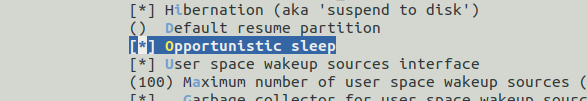 [*] Hibernation (aka 'suspend to disk')
()  Default resume partition
[*] Opportunistic sleep
[*] User space wakeup sources interface
(100) Maximum number of user space wakeup sources (
[*]   Garbage collector for user space wakeup sourc